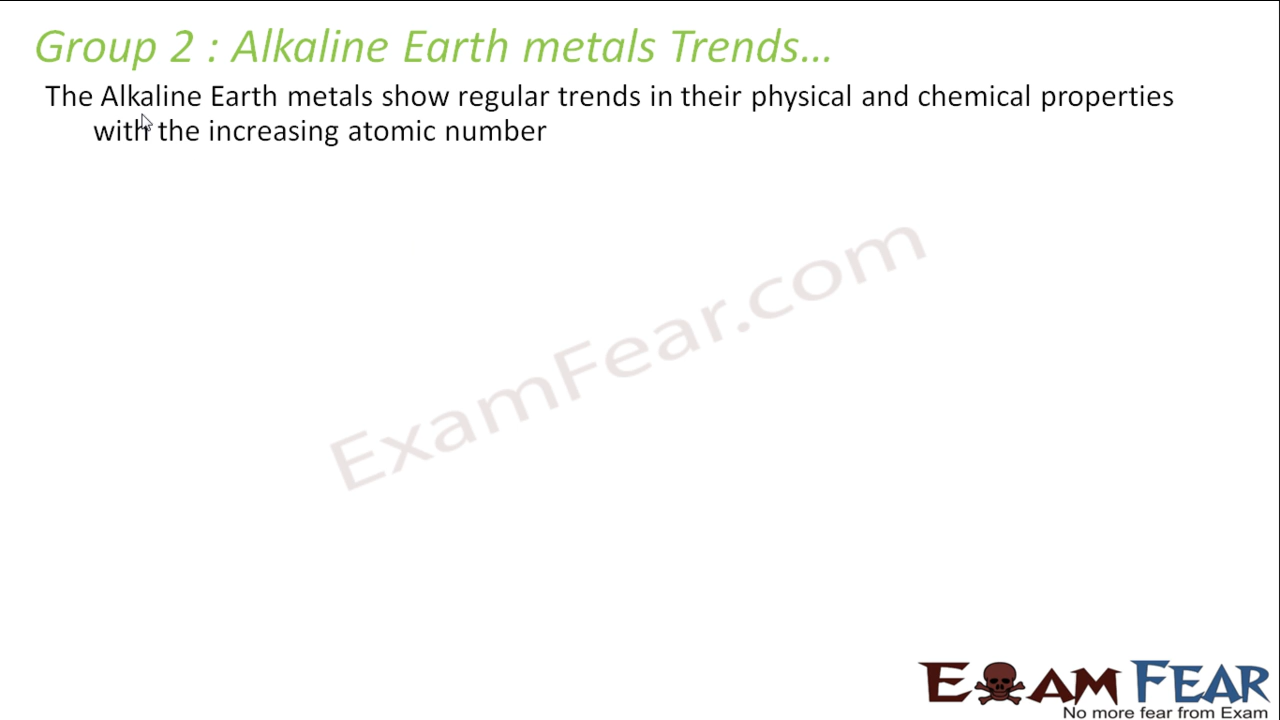 Group 2 : Alkaline Earth metals Trends...
The Alkaline Earth metals show regular trends in their physical and chemical properties
with the increasing atomic number
ExamFear.com
EXAM FEAR
No more fear from Exam